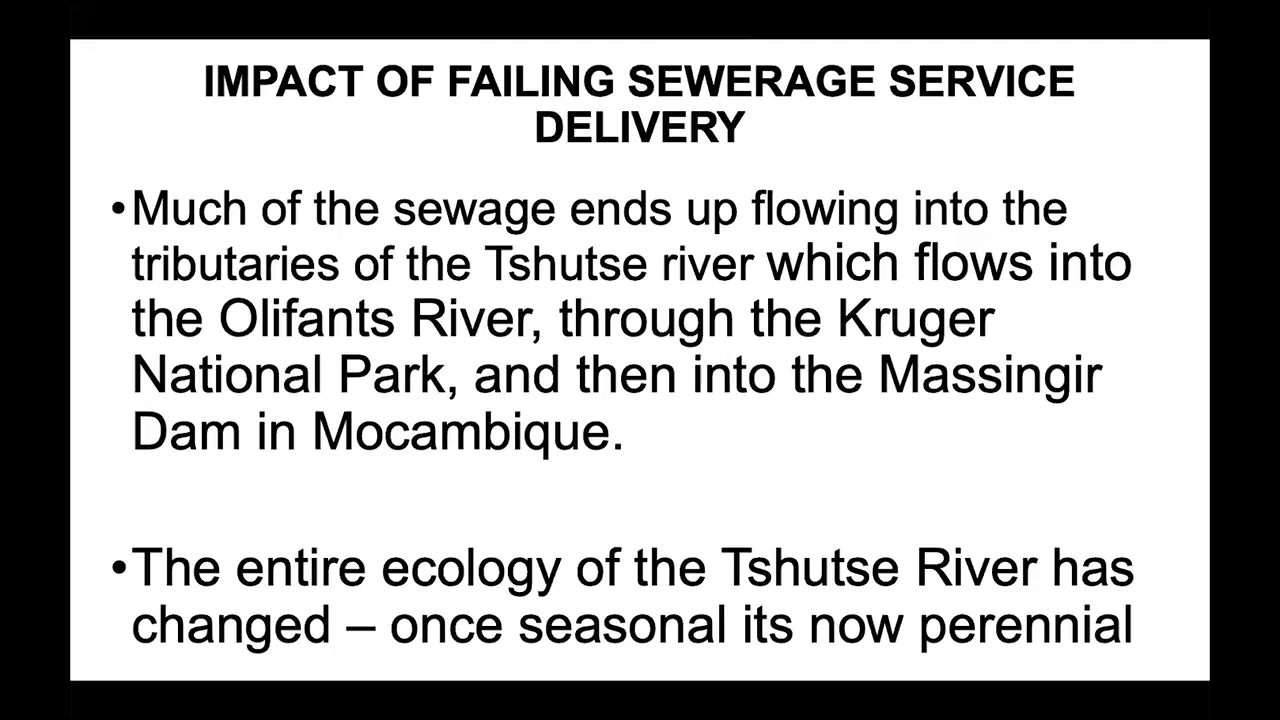 IMPACT OF FAILING SEWERAGE SERVICE
DELIVERY
•Much of the sewage ends up flowing into the
tributaries of the Tshutse river which flows into
the Olifants River, through the Kruger
National Park, and then into the Massingir
Dam in Mocambique.
•The entire ecology of the Tshutse River has
changed – once seasonal its now perennial